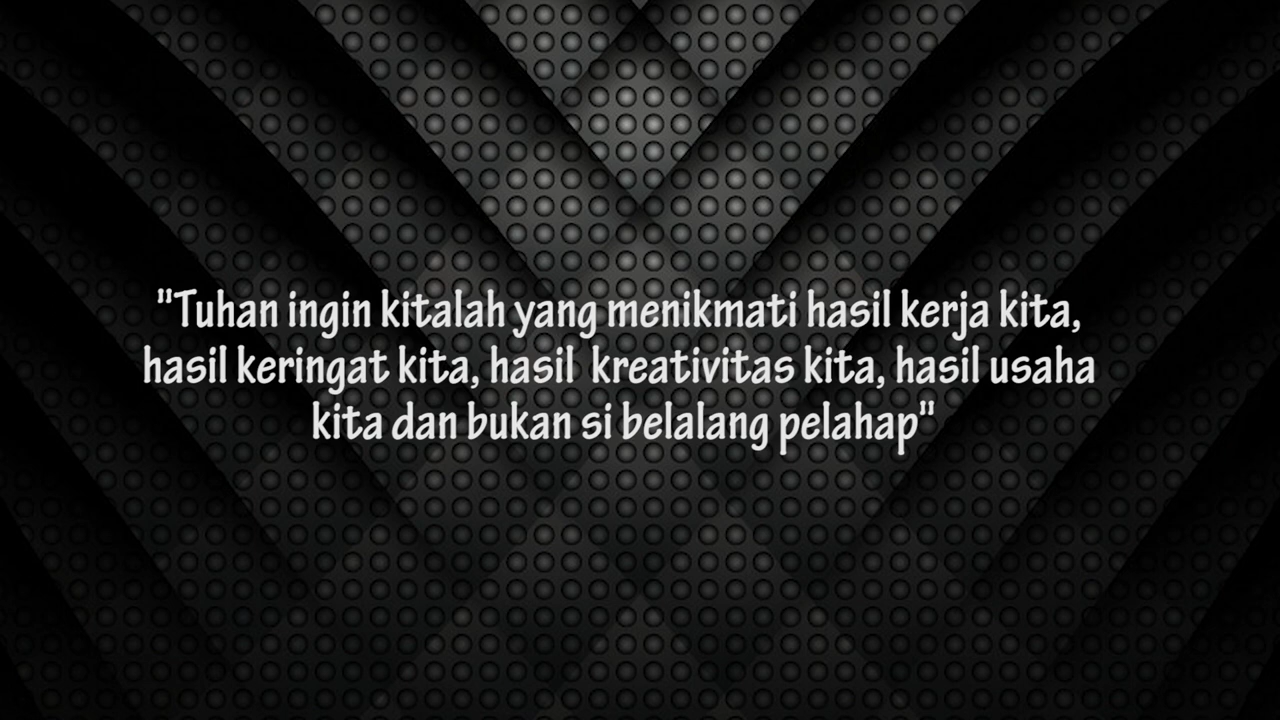 "Tuhan ingin kitalah yang menikmati hasil kerja kita,
hasil keringat kita, hasil kreativitas kita, hasil usaha
kita dan bukan si belalang pelahap"